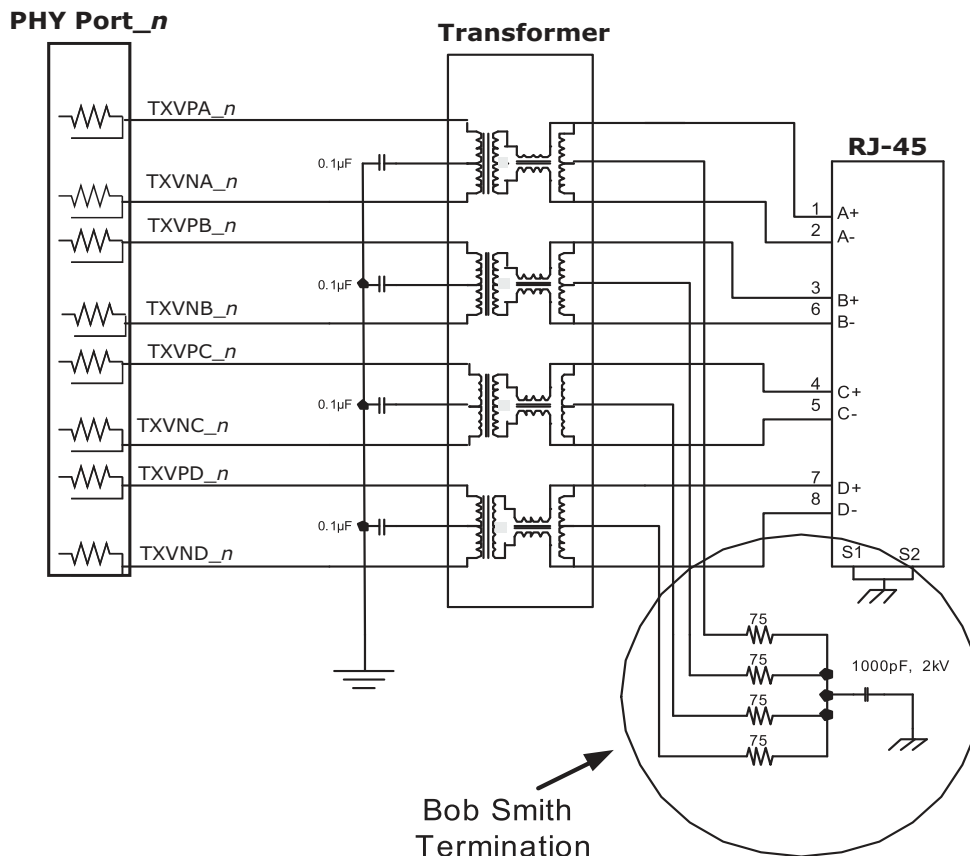 PHY Port_n
Transformer
RJ-45
TXVPA_n
0.1µF
TXVNA_n
TXVPB_n
0.1µF
TXVNB_n
TXVPC_n
0.1µF
TXVNC_n
TXVPD_n
0.1µF
TXVND_n
1 A+
2 A-
3 B+
6 B-
4 C+
5 C-
7 D+
8 D-
S1 S2
75
75
75
75
1000pF, 2kV
Bob Smith
Termination